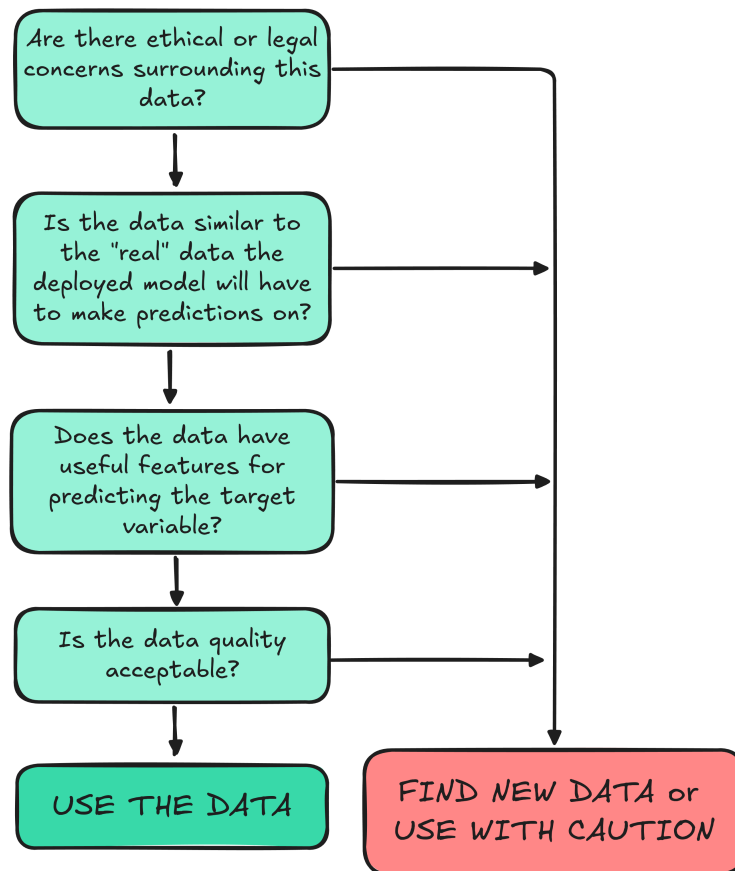 Are there ethical or legal
concerns surrounding this
data?
Is the data similar to
the "real" data the
deployed model will have
to make predictions on?
Does the data have
useful features for
predicting the target
variable?
Is the data quality
acceptable?
USE THE DATA
FIND NEW DATA or
USE WITH CAUTION